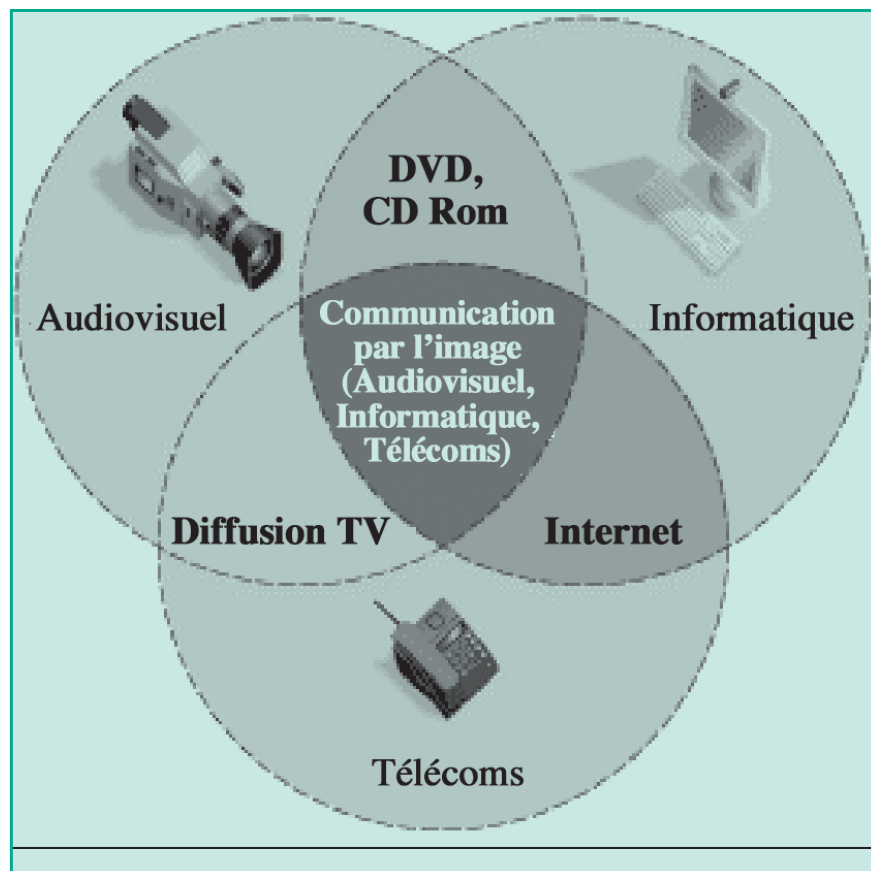 DVD,
CD Rom
Audiovisuel
Communication
par l’image
(Audiovisuel,
Informatique,
Télécoms)
Informatique
Diffusion TV
Internet
Télécoms